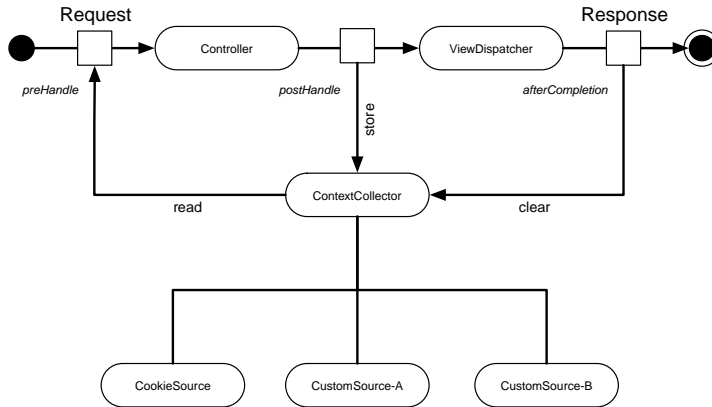 Request
Response
Controller
ViewDispatcher
preHandle
postHandle
afterCompletion
store
ContextCollector
read
clear
CookieSource
CustomSource-A
CustomSource-B